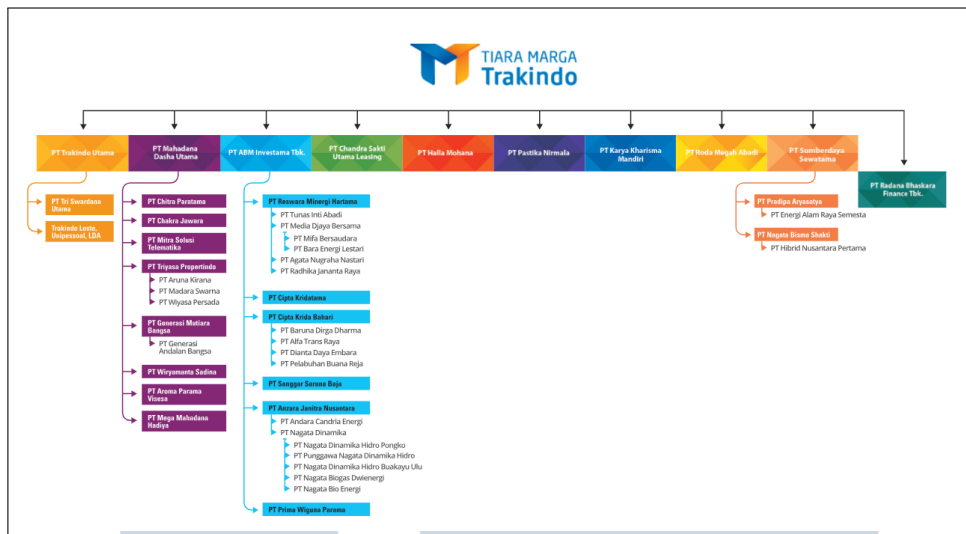 TIARA MARGA
Trakindo
PT Trakindo Utama
PT Mahadana
Dasha Utama
PT ABM Investama Tbk.
PT Chandra Sakti
Utama Leasing
PT Halla Mohana
PT Pastika Nirmala
PT Karya Kharisma
Mandiri
PT Roda Megah Abadi
PT Sumberdaya
Sewatama
PT Radana Bhaskara
Finance Tbk.
PT Tri Swardana
Utama
Trakindo Losto,
Unipessoal, LDA
PT Chitra Paratama
PT Chakra Jawara
PT Mitra Solusi
Telematika
PT Triyasa Propertindo
PT Aruna Kirana
PT Madara Swarna
PT Wiyasa Persada
PT Generasi Mutiara
Bangsa
PT Generasi
Andalan Bangsa
PT Wiryamanta Sadina
PT Aroma Parama
Visesa
PT Mega Mahadana
Hadiya
PT Reswara Minergi Hartama
PT Tunas Inti Abadi
PT Media Djaya Bersama
PT Mifa Bersaudara
PT Bara Energi Lestari
PT Agata Nugraha Nastari
PT Radhika Jananta Raya
PT Cipta Kridatama
PT Cipta Krida Bahari
PT Baruna Dirga Dharma
PT Alfa Trans Raya
PT Dianta Daya Embara
PT Pelabuhan Buana Reja
PT Sanggar Sarana Baja
PT Anzara Janitra Nusantara
PT Andara Candria Energi
PT Nagata Dinamika
PT Nagata Dinamika Hidro Pongko
PT Punggawa Nagata Dinamika Hidro
PT Nagata Dinamika Hidro Buakayu Ulu
PT Nagata Biogas Dwienergi
PT Nagata Bio Energi
PT Prima Wiguna Parama
PT Pradipa Aryasatya
PT Energi Alam Raya Semesta
PT Nagata Bisma Shakti
PT Hibrid Nusantara Pertama